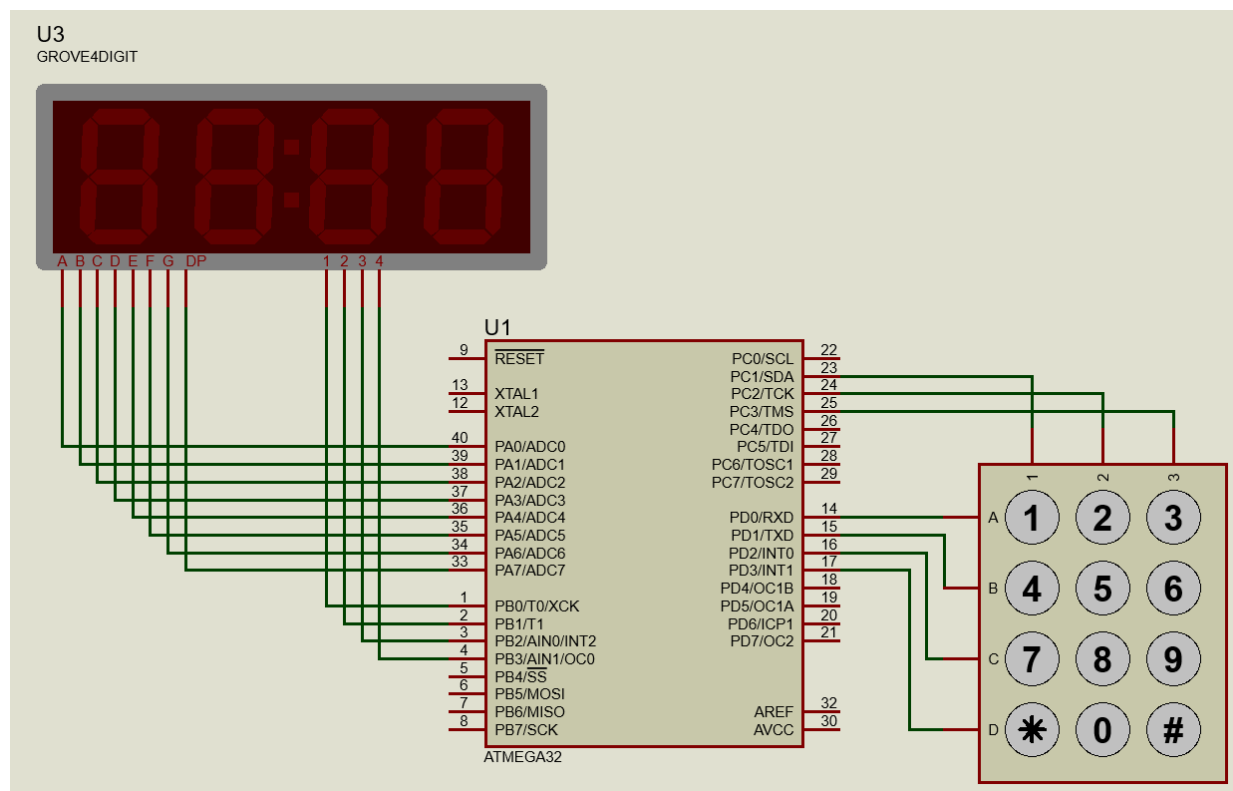 U3
GROVE4DIGIT
A B C D E F G DP 1 2 3 4
U1
9 RESET PC0/SCL 22
PC1/SDA 23
13 XTAL1 PC2/TCK 24
12 XTAL2 PC3/TMS 25
PC4/TDO 26
40 PA0/ADC0 PC5/TDI 27
39 PA1/ADC1 PC6/TOSC1 28
38 PA2/ADC2 PC7/TOSC2 29
37 PA3/ADC3
36 PA4/ADC4 PD0/RXD 14
35 PA5/ADC5 PD1/TXD 15
34 PA6/ADC6 PD2/INT0 16
33 PA7/ADC7 PD3/INT1 17
PD4/OC1B 18
1 PB0/T0/XCK PD5/OC1A 19
2 PB1/T1 PD6/ICP1 20
3 PB2/AIN0/INT2 PD7/OC2 21
4 PB3/AIN1/OC0
5 PB4/SS
6 PB5/MOSI
7 PB6/MISO AREF 32
8 PB7/SCK AVCC 30
ATMEGA32
1 2 3
A 1 2 3
B 4 5 6
C 7 8 9
D * 0 #